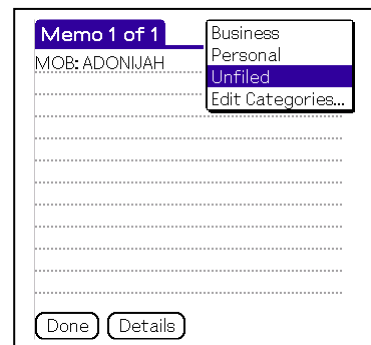 Memo 1 of 1
Business
Personal
Unfiled
Edit Categories...
MOB: ADONIJAH
Done
Details